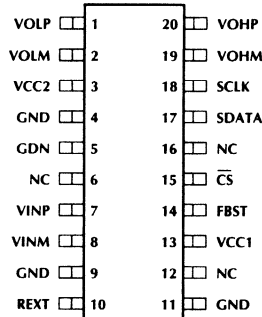 VOLP 1 20 VOHP
VOLM 2 19 VOHM
VCC2 3 18 SCLK
GND 4 17 SDATA
GDN 5 16 NC
NC 6 15 C̅S̅
VINP 7 14 FBST
VINM 8 13 VCC1
GND 9 12 NC
REXT 10 11 GND